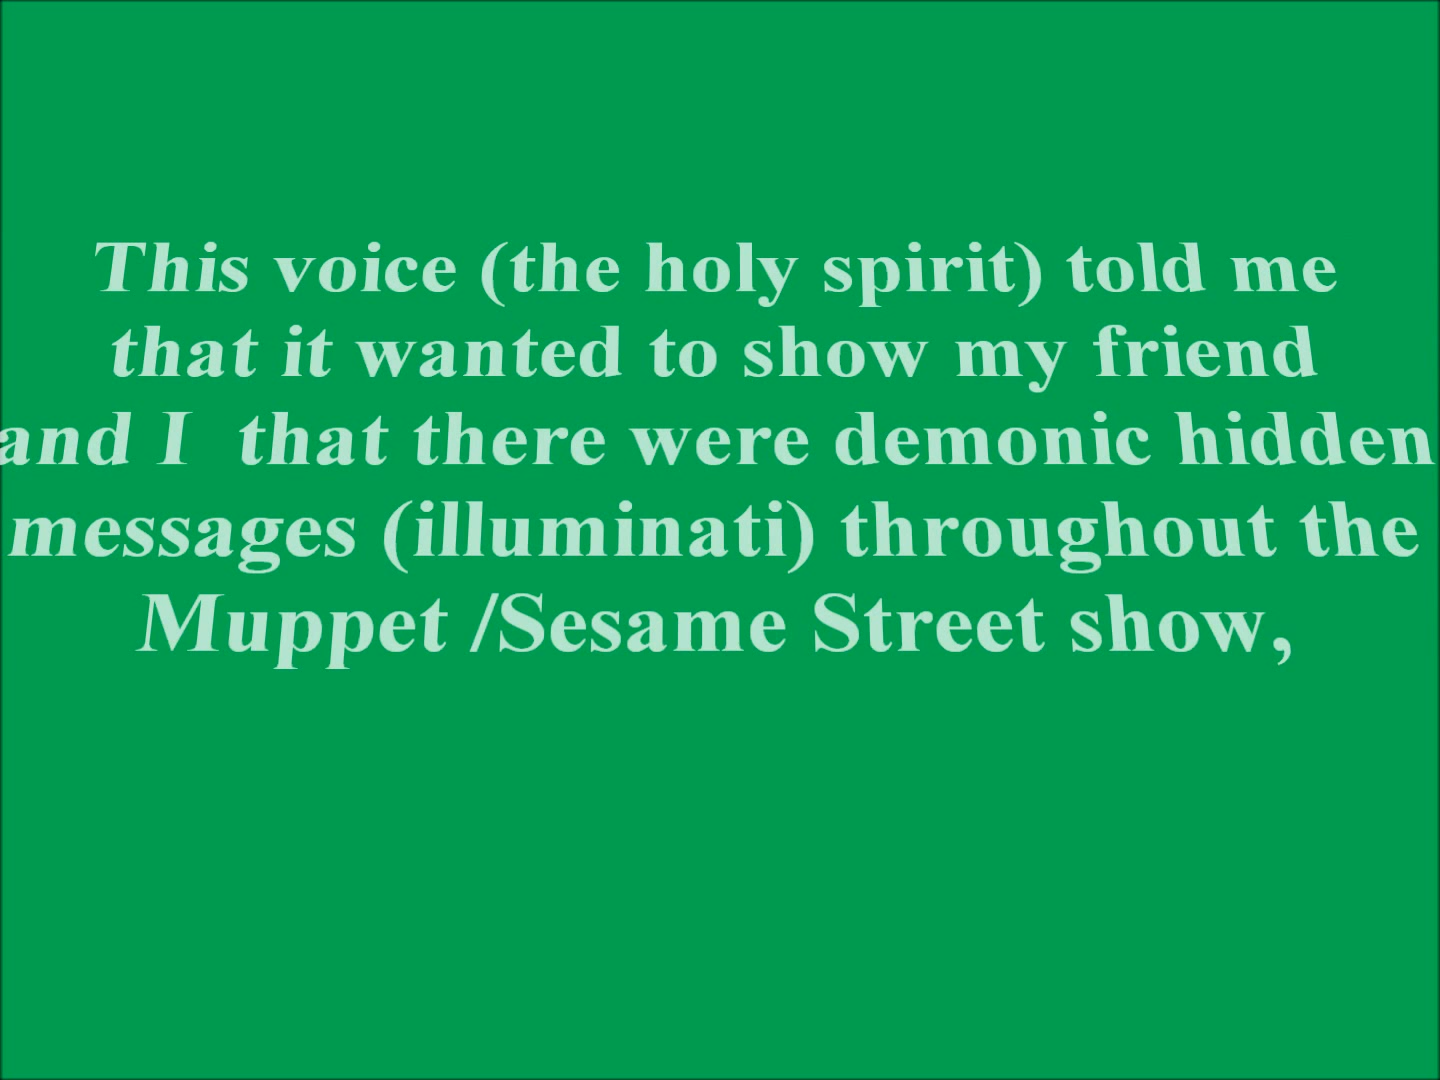 This voice (the holy spirit) told me
that it wanted to show my friend
and I  that there were demonic hidden
messages (illuminati) throughout the
Muppet /Sesame Street show,